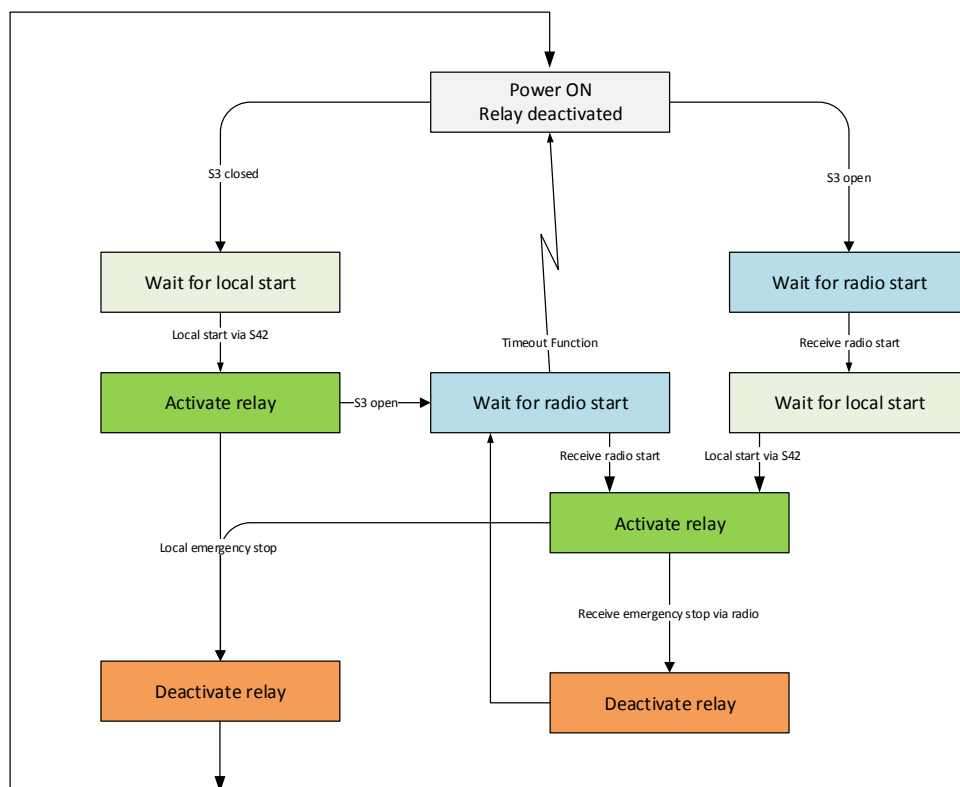 Power ON
Relay deactivated
S3 closed
S3 open
Wait for local start
Wait for radio start
Local start via S42
Timeout Function
Receive radio start
Activate relay
S3 open
Wait for radio start
Wait for local start
Receive radio start
Local start via S42
Activate relay
Local emergency stop
Receive emergency stop via radio
Deactivate relay
Deactivate relay